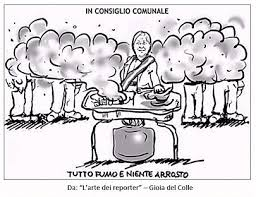 IN CONSIGLIO COMUNALE
TUTTO FUMO E NIENTE ARROSTO
Da: "L'arte dei reporter" – Gioia del Colle